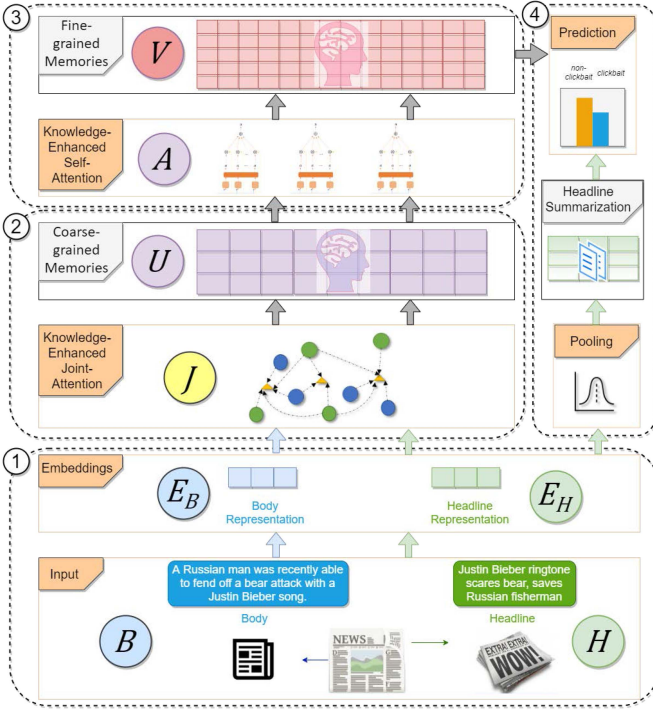 3
Fine-
grained
Memories
V
4
Prediction
non-
clickbait
clickbait
Knowledge-
Enhanced
Self-
Attention
A
Headline
Summarization
2
Coarse-
grained
Memories
U
Pooling
Knowledge-
Enhanced
Joint-
Attention
J
1
Embeddings
E_B
Body
Representation
Headline
Representation
E_H
Input
A Russian man was recently able
to fend off a bear attack with a
Justin Bieber song.
Justin Bieber ringtone
scares bear, saves
Russian fisherman
B
Body
NEWS
Headline
EXTRA! EXTRA!
WOW!
H